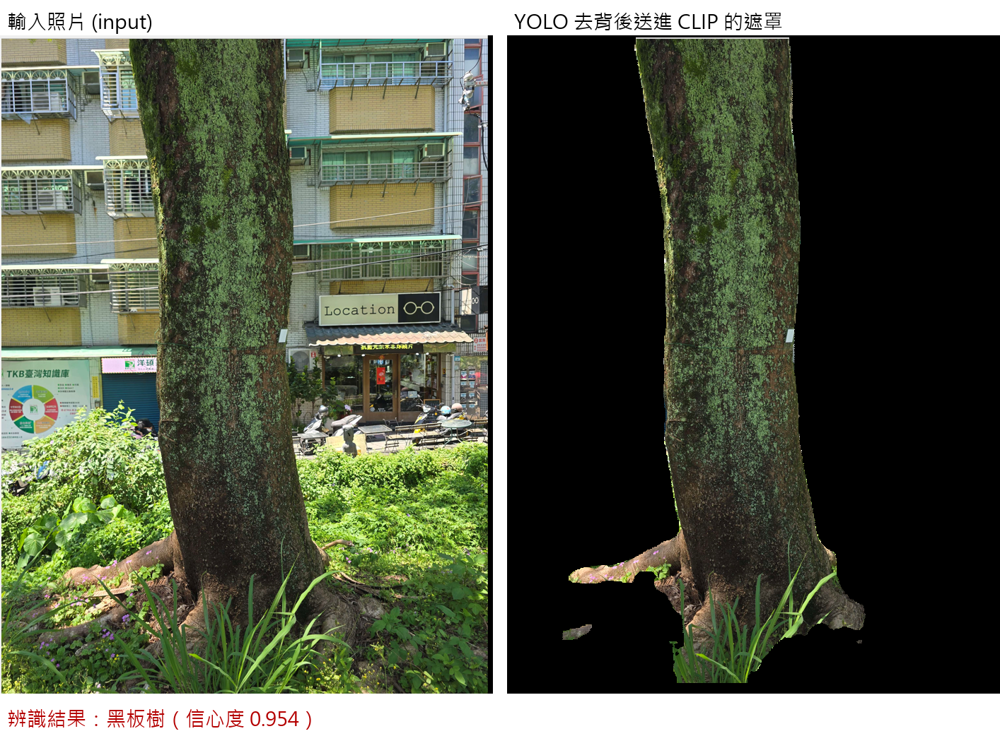 輸入照片 (input)
YOLO 去背後送進 CLIP 的遮罩
Location
TKB臺灣知識庫
洋碩
辨識結果：黑板樹（信心度 0.954）